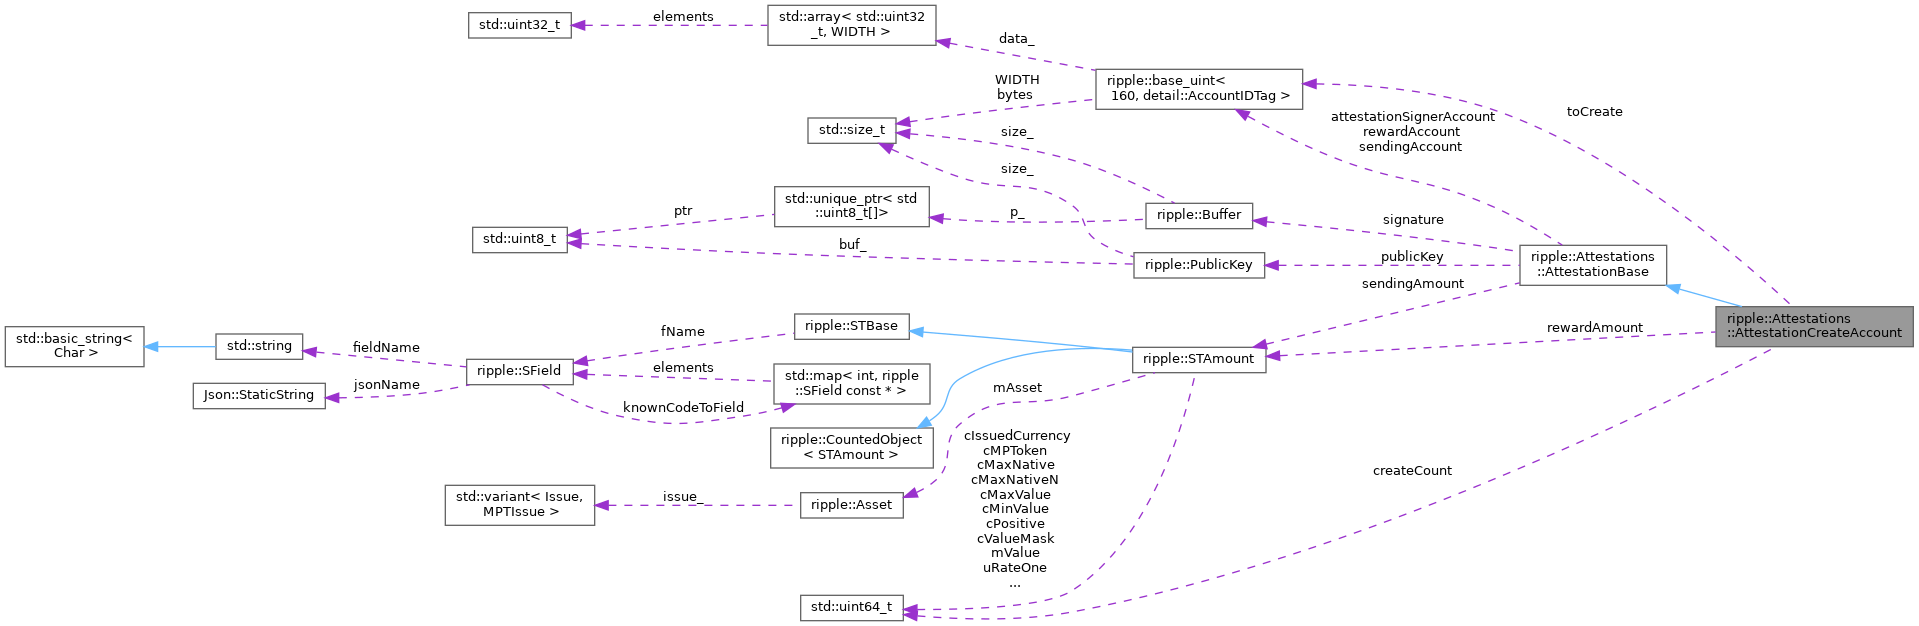 std::uint32_t
elements
std::array< std::uint32
_t, WIDTH >
data_
ripple::base_uint<
160, detail::AccountIDTag >
WIDTH
bytes
std::size_t
size_
size_
toCreate
attestationSignerAccount
rewardAccount
sendingAccount
std::unique_ptr< std
::uint8_t[]>
ptr
p_
ripple::Buffer
signature
std::uint8_t
buf_
ripple::PublicKey
publicKey
ripple::Attestations
::AttestationBase
sendingAmount
ripple::Attestations
::AttestationCreateAccount
rewardAmount
std::basic_string<
Char >
std::string
fieldName
fName
ripple::STBase
ripple::STAmount
ripple::SField
elements
std::map< int, ripple
::SField const * >
Json::StaticString
jsonName
knownCodeToField
mAsset
ripple::CountedObject
< STAmount >
cIssuedCurrency
cMPToken
cMaxNative
cMaxNativeN
cMaxValue
cMinValue
cPositive
cValueMask
mValue
uRateOne
...
createCount
std::variant< Issue,
MPTIssue >
issue_
ripple::Asset
std::uint64_t